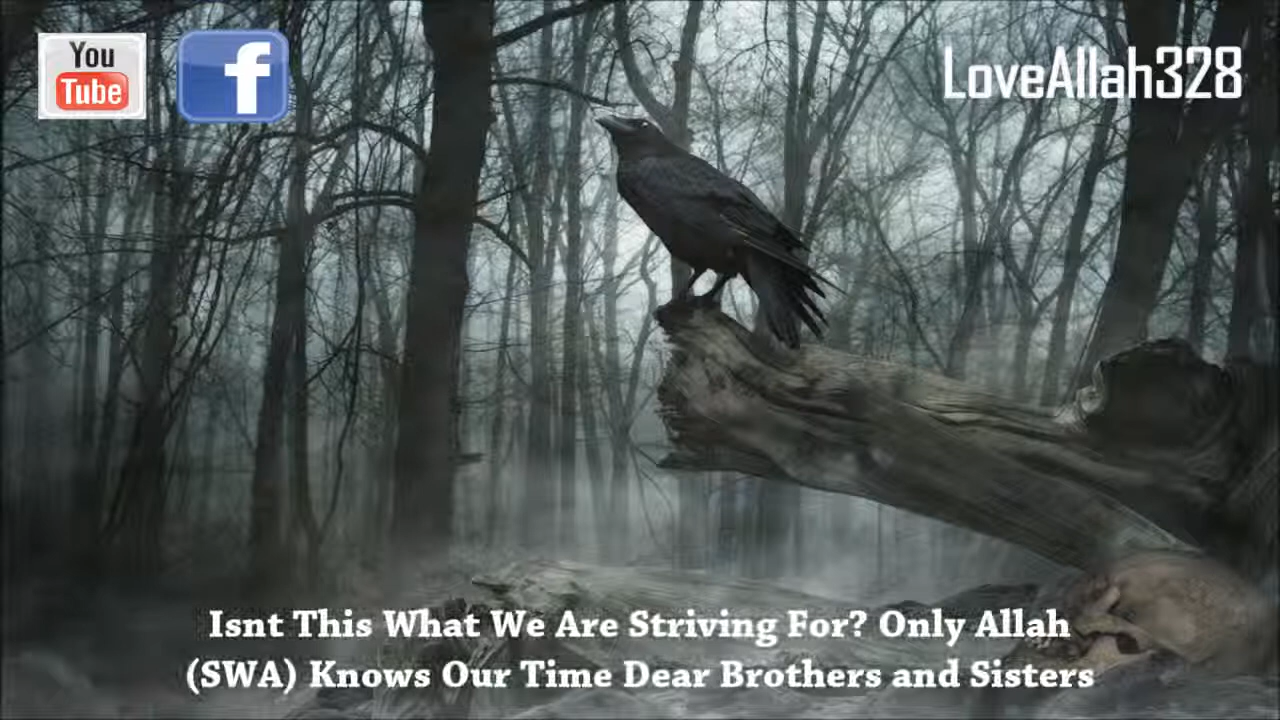 You
Tube
f
LoveAllah328
Isnt This What We Are Striving For? Only Allah
(SWA) Knows Our Time Dear Brothers and Sisters